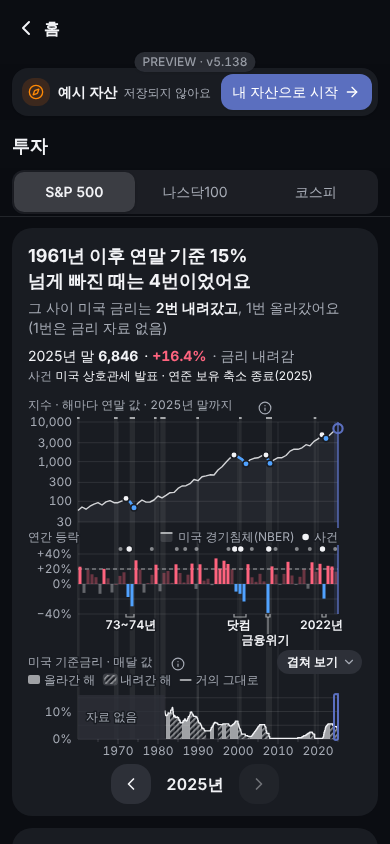 홈
PREVIEW · v5.138
예시 자산 저장되지 않아요
내 자산으로 시작
투자
S&P 500
나스닥100
코스피
1961년 이후 연말 기준 15%
넘게 빠진 때는 4번이었어요
그 사이 미국 금리는 2번 내려갔고, 1번 올라갔어요
(1번은 금리 자료 없음)
2025년 말 6,846 · +16.4% · 금리 내려감
사건 미국 상호관세 발표 · 연준 보유 축소 종료(2025)
지수 · 해마다 연말 값 · 2025년 말까지
10,000
3,000
1,000
300
100
30
연간 등락
미국 경기침체(NBER) 사건
+40%
+20%
0%
−40%
73~74년
닷컴
2022년
금융위기
미국 기준금리 · 매달 값
겹쳐 보기
올라간 해 내려간 해 거의 그대로
10%
자료 없음
0%
1970 1980 1990 2000 2010 2020
2025년